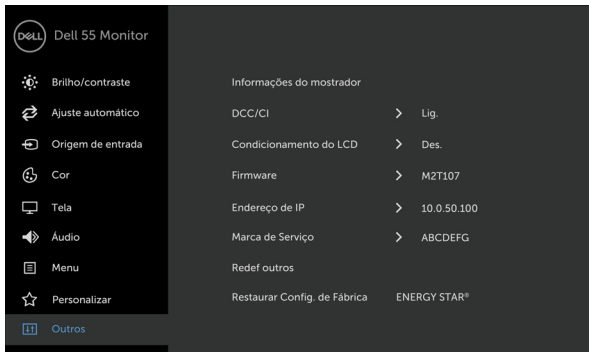 DELL Dell 55 Monitor
Brilho/contraste
Ajuste automático
Origem de entrada
Cor
Tela
Áudio
Menu
Personalizar
Outros
Informações do mostrador
DCC/CI Lig.
Condicionamento do LCD Des.
Firmware M2T107
Endereço de IP 10.0.50.100
Marca de Serviço ABCDEFG
Redef outros
Restaurar Config. de Fábrica ENERGY STAR®